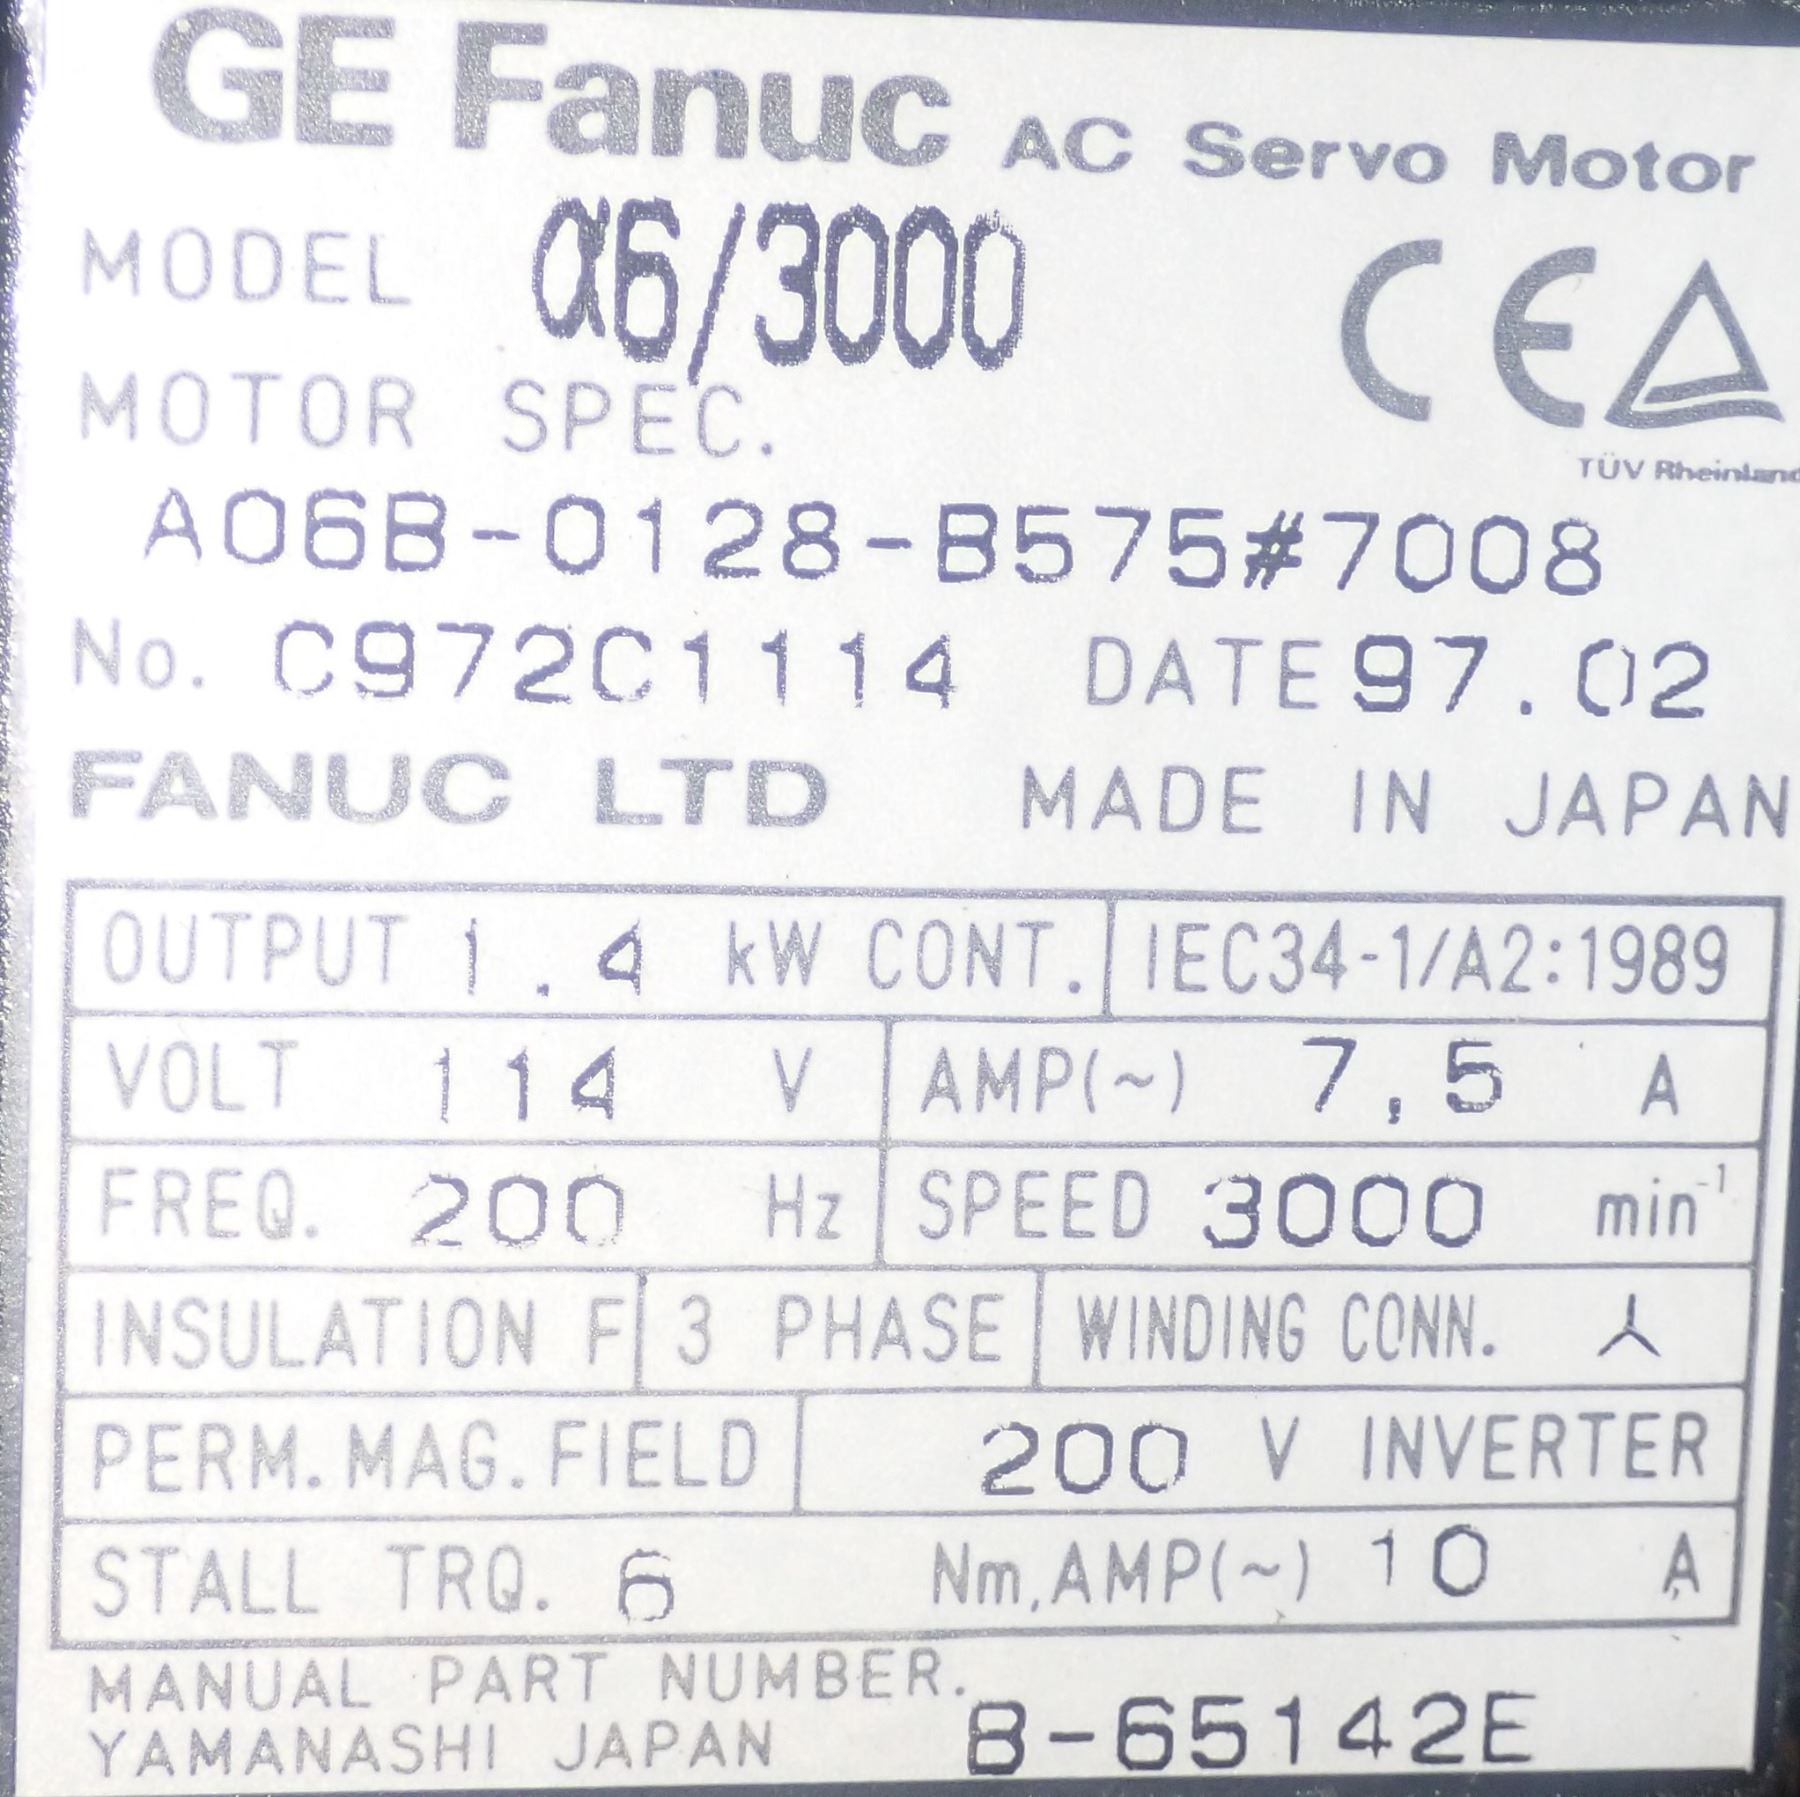 GE Fanuc AC Servo Motor
MODEL α6/3000
CE
MOTOR SPEC.
TÜV Rheinland
A06B-0128-B575#7008
No. C972C1114 DATE 97.02
FANUC LTD MADE IN JAPAN
OUTPUT 1.4 kW CONT. IEC34-1/A2:1989
VOLT 114 V AMP(~) 7.5 A
FREQ. 200 Hz SPEED 3000 min⁻¹
INSULATION F 3 PHASE WINDING CONN.
PERM.MAG.FIELD 200 V INVERTER
STALL TRQ. 6 Nm,AMP(~) 10 A
MANUAL PART NUMBER.
YAMANASHI JAPAN B-65142E